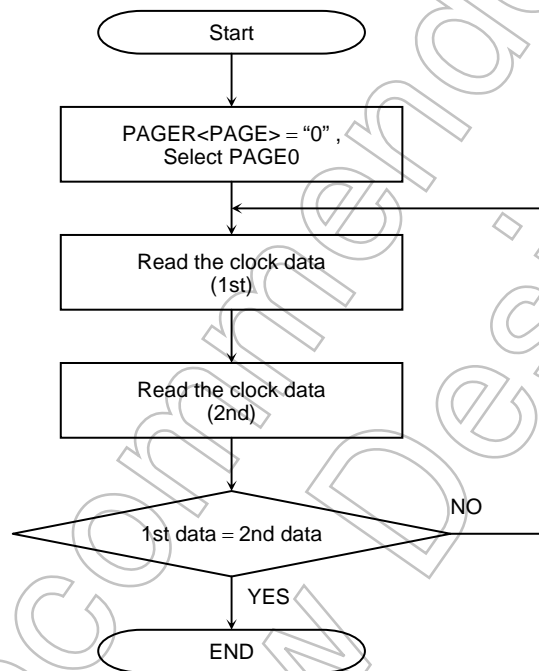 Start
PAGER<PAGE> = “0” ,
Select PAGE0
Read the clock data
(1st)
Read the clock data
(2nd)
1st data = 2nd data
NO
YES
END